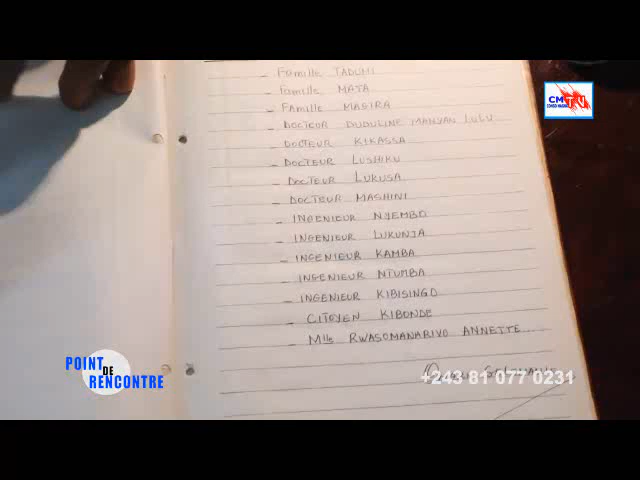 - Famille TADUMI
- Famille MATA
- Famille MAGIRA
- DOCTEUR DUDULINE MANYAN LULU
- DOCTEUR KIKASSA
- DOCTEUR LUSHIKU
- DOCTEUR LUKUSA
- DOCTEUR MASHINI
- INGENIEUR NJEMBO
- INGENIEUR LUKUNJA
- INGENIEUR KAMBA
- INGENIEUR NTUMBA
- INGENIEUR KIBISINGO
- CITOYEN KIBONDE
- Mlle RWASOMANARIVO ANNETTE...
CMTV
POINT
DE
RENCONTRE
+243 81 077 0231